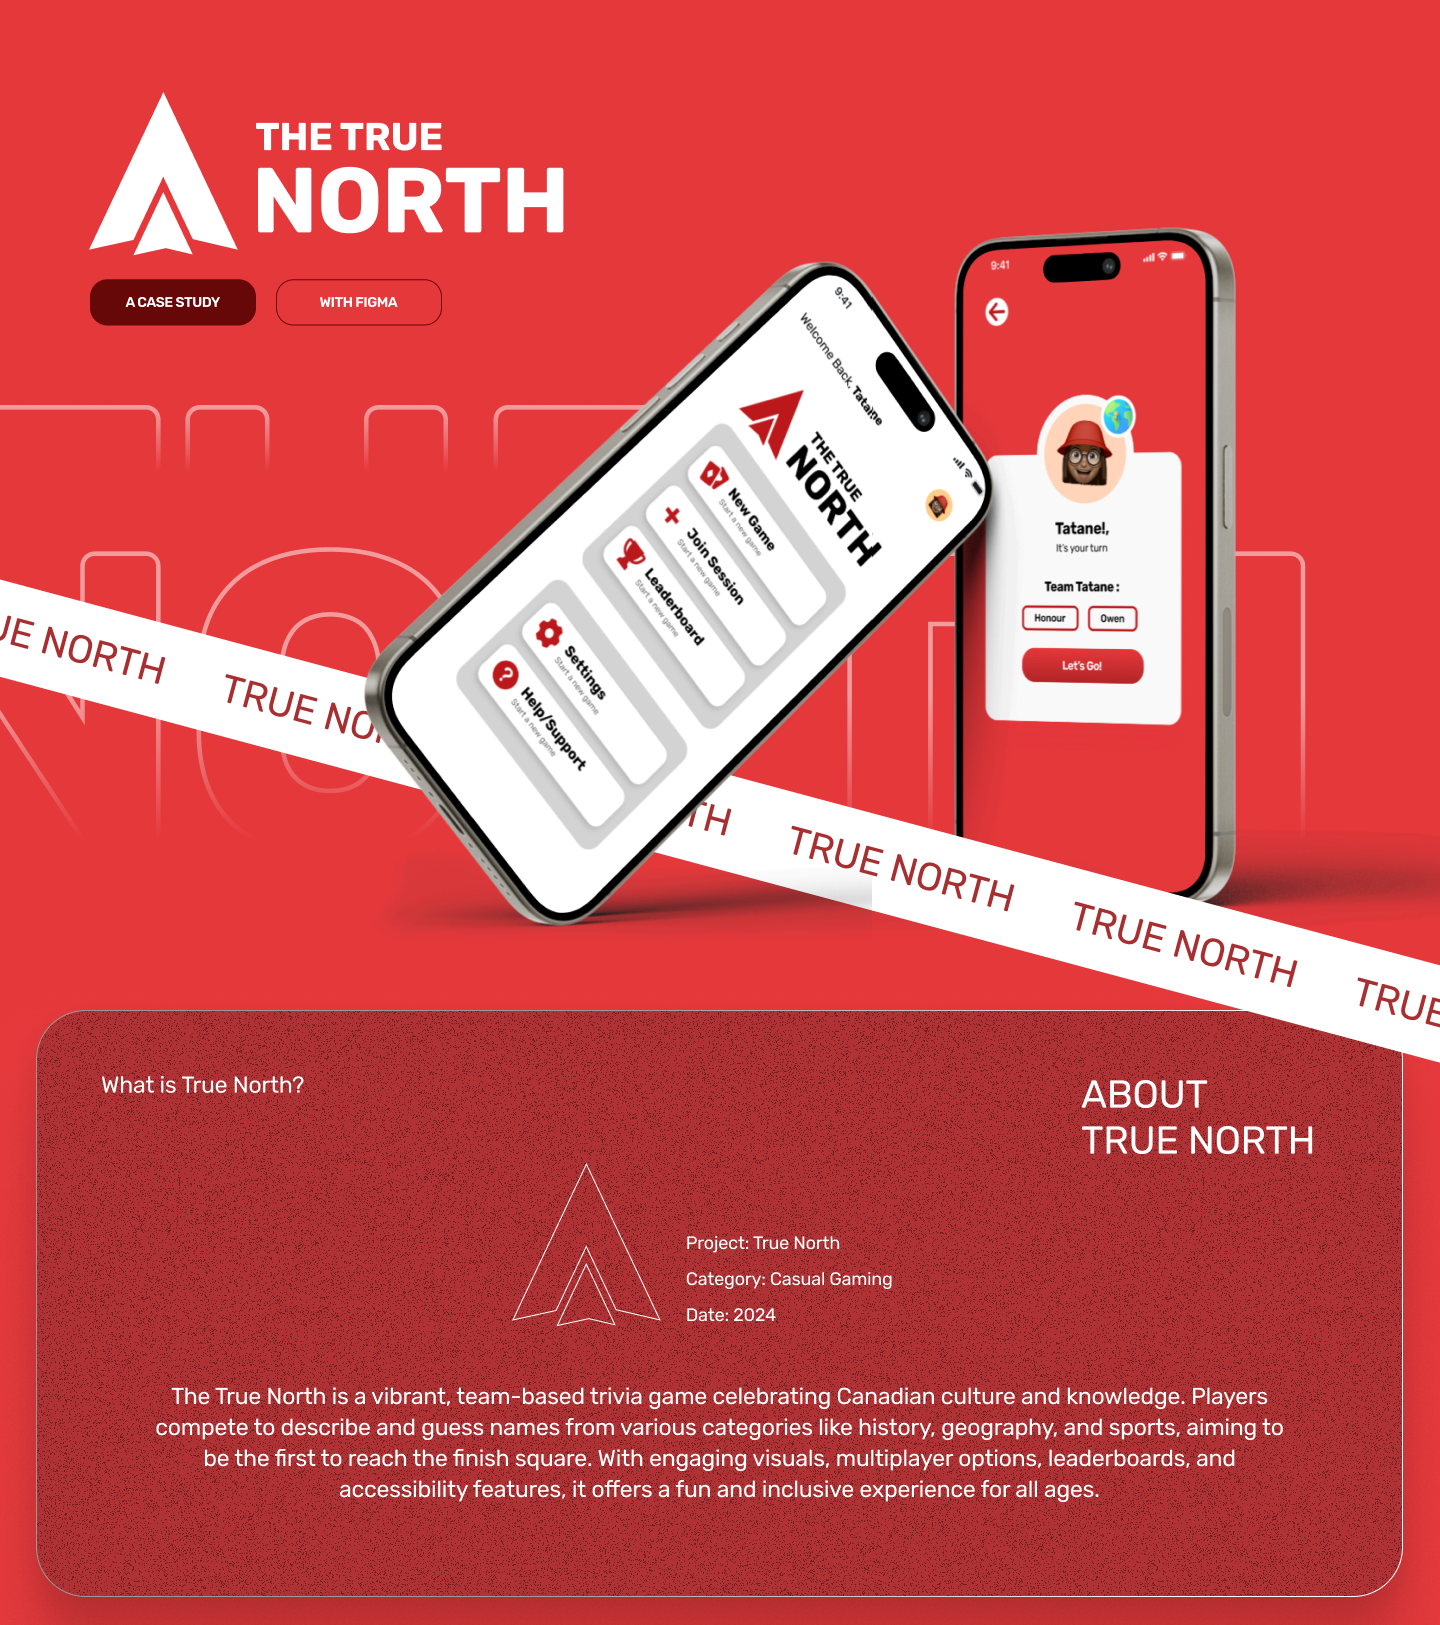 THE TRUE
NORTH
A CASE STUDY
WITH FIGMA
9:41
Welcome Back, Tatane
THE TRUE
NORTH
New Game
Start a new game
Join Session
Start a new game
Leaderboard
Start a new game
Settings
Start a new game
Help/Support
Start a new game
9:41
Tatane!,
It's your turn
Team Tatane :
Honour
Owen
Let's Go!
UE NORTH
TRUE NO
TH
TRUE NORTH
TRUE NORTH
TRUE
What is True North?
ABOUT
TRUE NORTH
Project: True North
Category: Casual Gaming
Date: 2024
The True North is a vibrant, team-based trivia game celebrating Canadian culture and knowledge. Players
compete to describe and guess names from various categories like history, geography, and sports, aiming to
be the first to reach the finish square. With engaging visuals, multiplayer options, leaderboards, and
accessibility features, it offers a fun and inclusive experience for all ages.